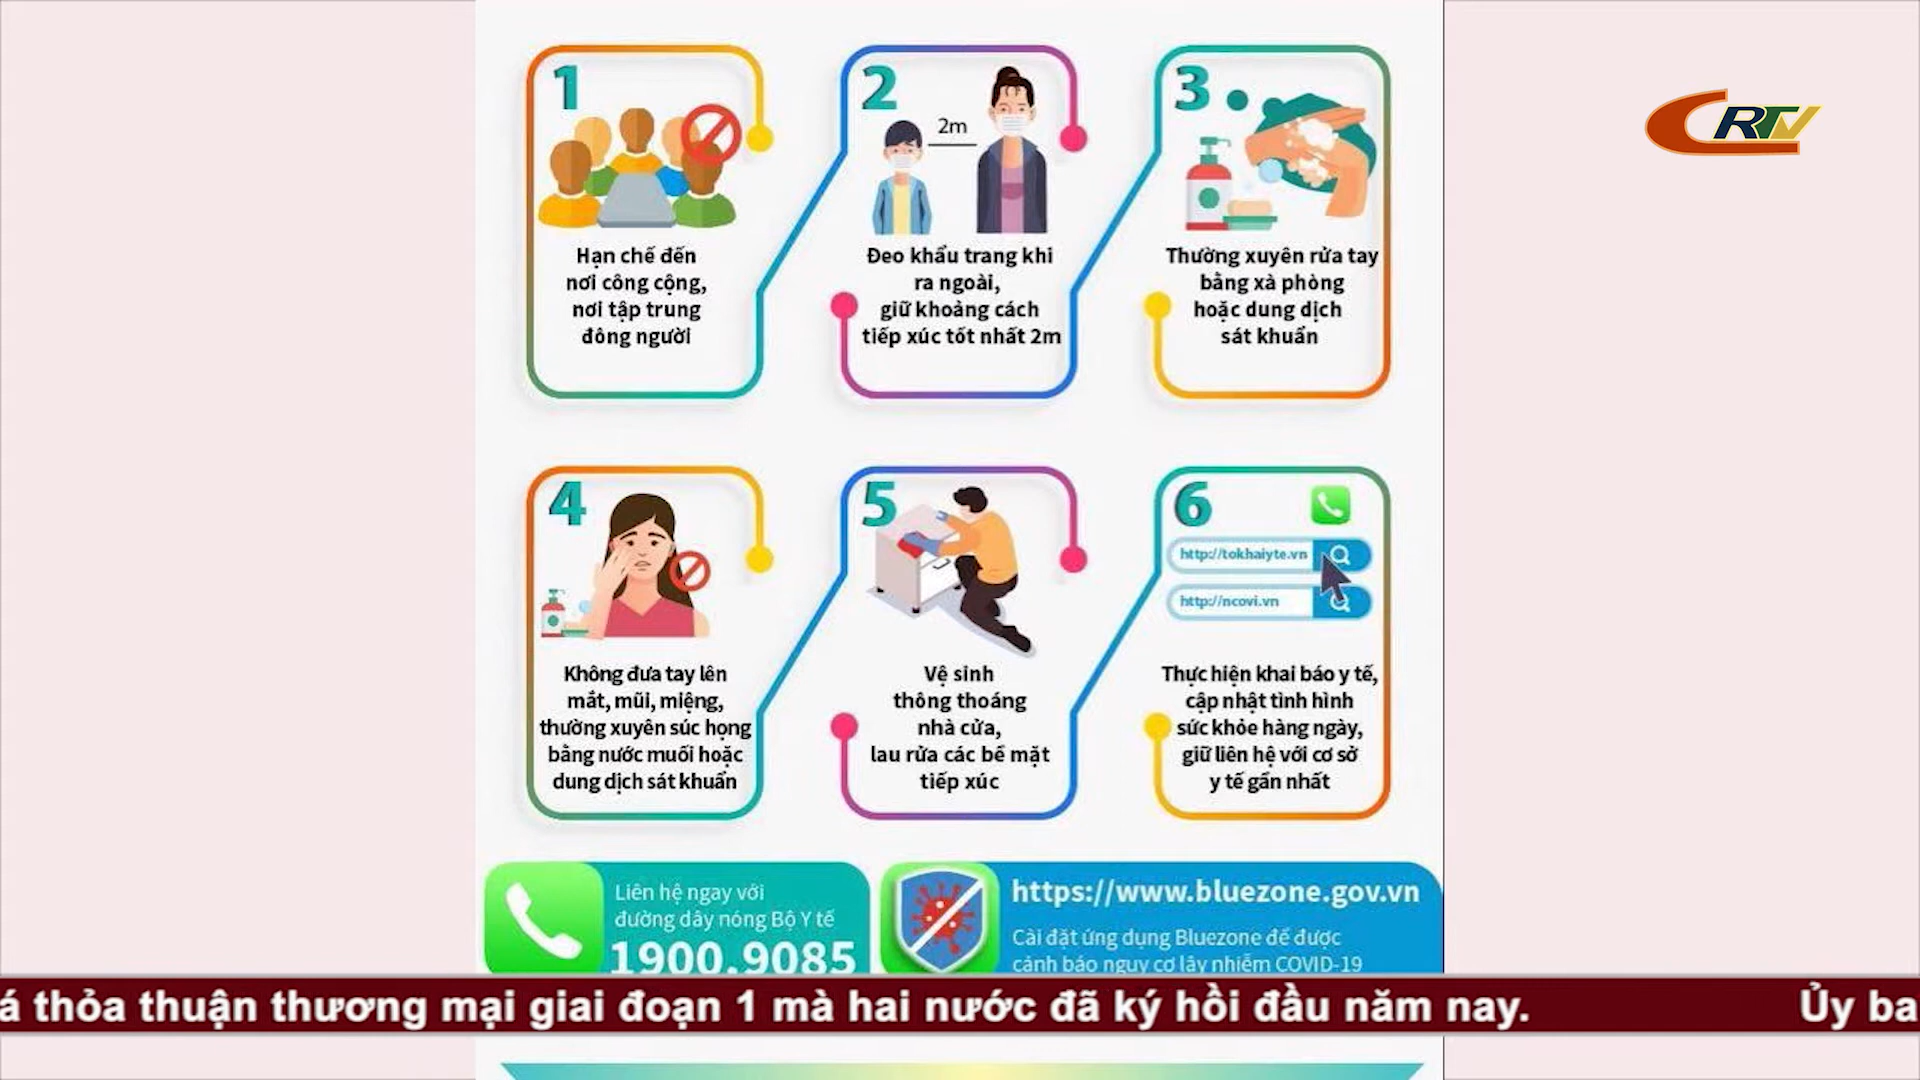 CRTV
1
Hạn chế đến
nơi công cộng,
nơi tập trung
đông người
2
2m
Đeo khẩu trang khi
ra ngoài,
giữ khoảng cách
tiếp xúc tốt nhất 2m
3
Thường xuyên rửa tay
bằng xà phòng
hoặc dung dịch
sát khuẩn
4
Không đưa tay lên
mắt, mũi, miệng,
thường xuyên súc họng
bằng nước muối hoặc
dung dịch sát khuẩn
5
Vệ sinh
thông thoáng
nhà cửa,
lau rửa các bề mặt
tiếp xúc
6
http://tokhaiyte.vn
http://ncovi.vn
Thực hiện khai báo y tế,
cập nhật tình hình
sức khỏe hàng ngày,
giữ liên hệ với cơ sở
y tế gần nhất
Liên hệ ngay với
đường dây nóng Bộ Y tế
1900.9085
https://www.bluezone.gov.vn
Cài đặt ứng dụng Bluezone để được
cảnh báo nguy cơ lây nhiễm COVID-19
á thỏa thuận thương mại giai đoạn 1 mà hai nước đã ký hồi đầu năm nay. Ủy ba